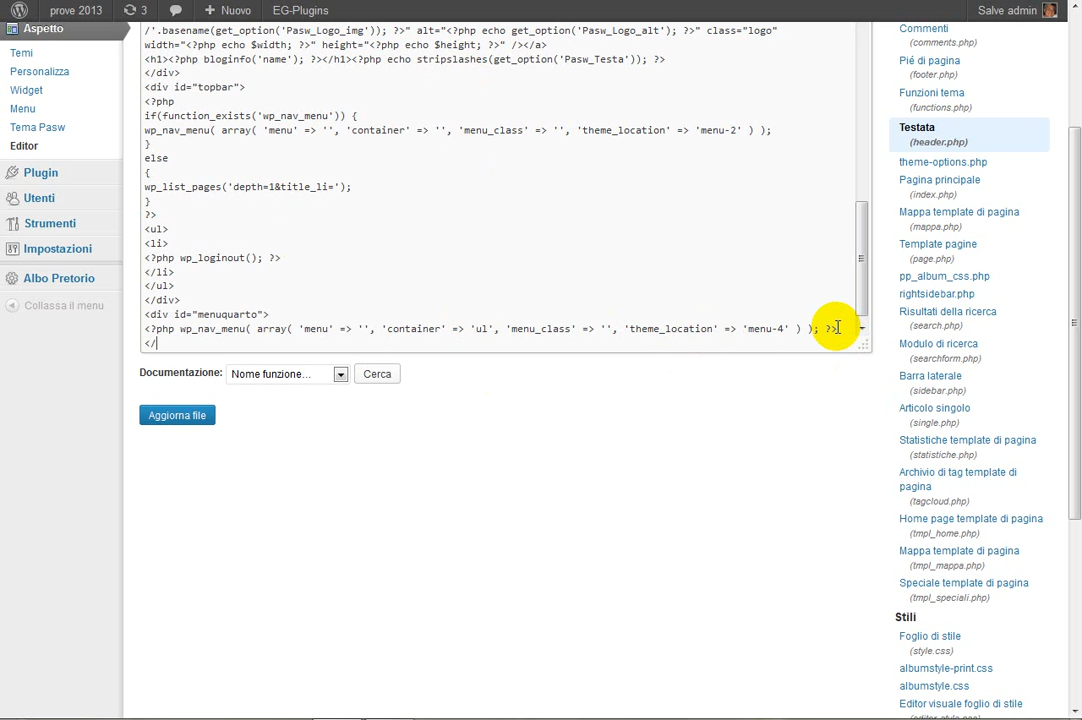 prove 2013
3
Nuovo
EG-Plugins
Salve admin
Aspetto
Temi
Personalizza
Widget
Menu
Tema Pasw
Editor
Plugin
Utenti
Strumenti
Impostazioni
Albo Pretorio
Collassa il menu
/'.basename(get_option('Pasw_Logo_img')); ?>" alt="<?php echo get_option('Pasw_Logo_alt'); ?>" class="logo"
width="<?php echo $width; ?>" height="<?php echo $height; ?>" /></a>
<h1><?php bloginfo('name'); ?></h1><?php echo stripslashes(get_option('Pasw_Testa')); ?>
</div>
<div id="topbar">
<?php
if(function_exists('wp_nav_menu')) {
wp_nav_menu( array( 'menu' => '', 'container' => '', 'menu_class' => '', 'theme_location' => 'menu-2' ) );
}
else
{
wp_list_pages('depth=1&title_li=');
}
?>
<ul>
<li>
<?php wp_loginout(); ?>
</li>
</ul>
</div>
<div id="menuquarto">
<?php wp_nav_menu( array( 'menu' => '', 'container' => 'ul', 'menu_class' => '', 'theme_location' => 'menu-4' ) ); ?>
</
Documentazione:
Nome funzione...
Cerca
Aggiorna file
Commenti
(comments.php)
Pié di pagina
(footer.php)
Funzioni tema
(functions.php)
Testata
(header.php)
theme-options.php
Pagina principale
(index.php)
Mappa template di pagina
(mappa.php)
Template pagine
(page.php)
pp_album_css.php
rightsidebar.php
Risultati della ricerca
(search.php)
Modulo di ricerca
(searchform.php)
Barra laterale
(sidebar.php)
Articolo singolo
(single.php)
Statistiche template di pagina
(statistiche.php)
Archivio di tag template di
pagina
(tagcloud.php)
Home page template di pagina
(tmpl_home.php)
Mappa template di pagina
(tmpl_mappa.php)
Speciale template di pagina
(tmpl_speciali.php)
Stili
Foglio di stile
(style.css)
albumstyle-print.css
albumstyle.css
Editor visuale foglio di stile